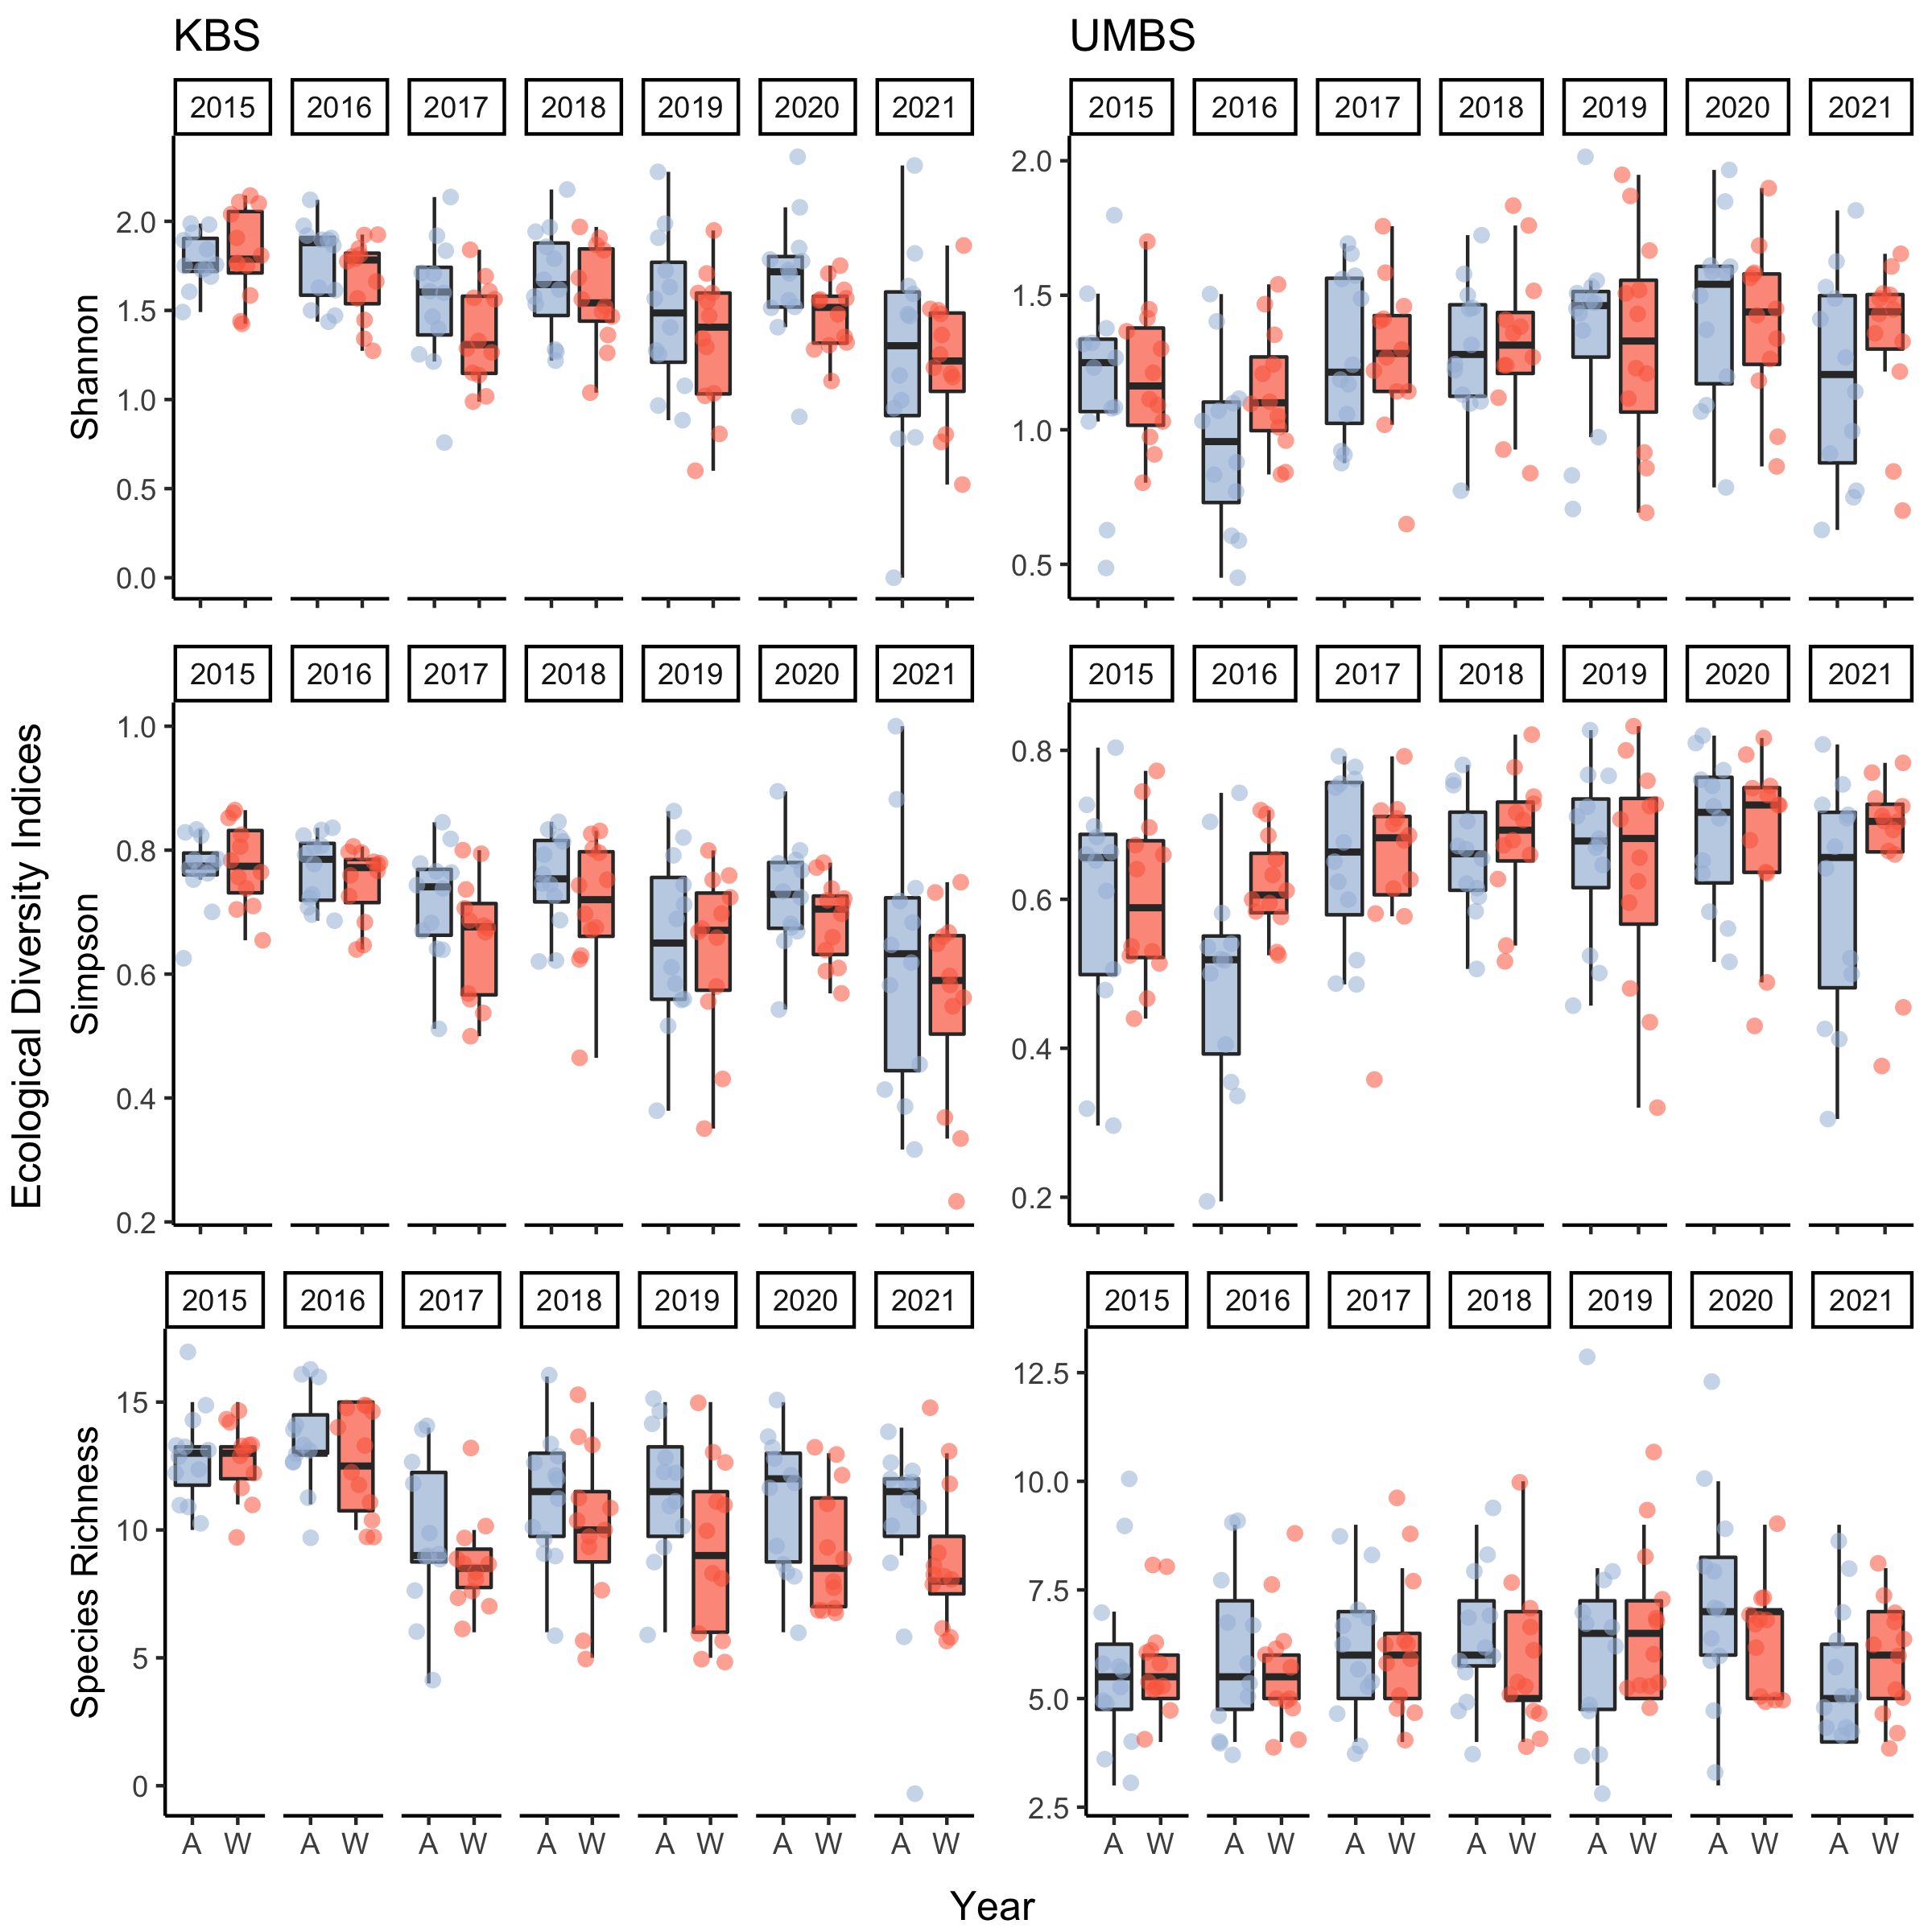 KBS UMBS
2015 2016 2017 2018 2019 2020 2021 2015 2016 2017 2018 2019 2020 2021
Shannon
2.0
1.5
1.0
0.5
0.0
2.0
1.5
1.0
0.5
2015 2016 2017 2018 2019 2020 2021 2015 2016 2017 2018 2019 2020 2021
Ecological Diversity Indices
Simpson
1.0
0.8
0.6
0.4
0.2
0.8
0.6
0.4
0.2
2015 2016 2017 2018 2019 2020 2021 2015 2016 2017 2018 2019 2020 2021
Species Richness
15
10
5
0
12.5
10.0
7.5
5.0
2.5
A W A W A W A W A W A W A W A W A W A W A W A W A W A W
Year